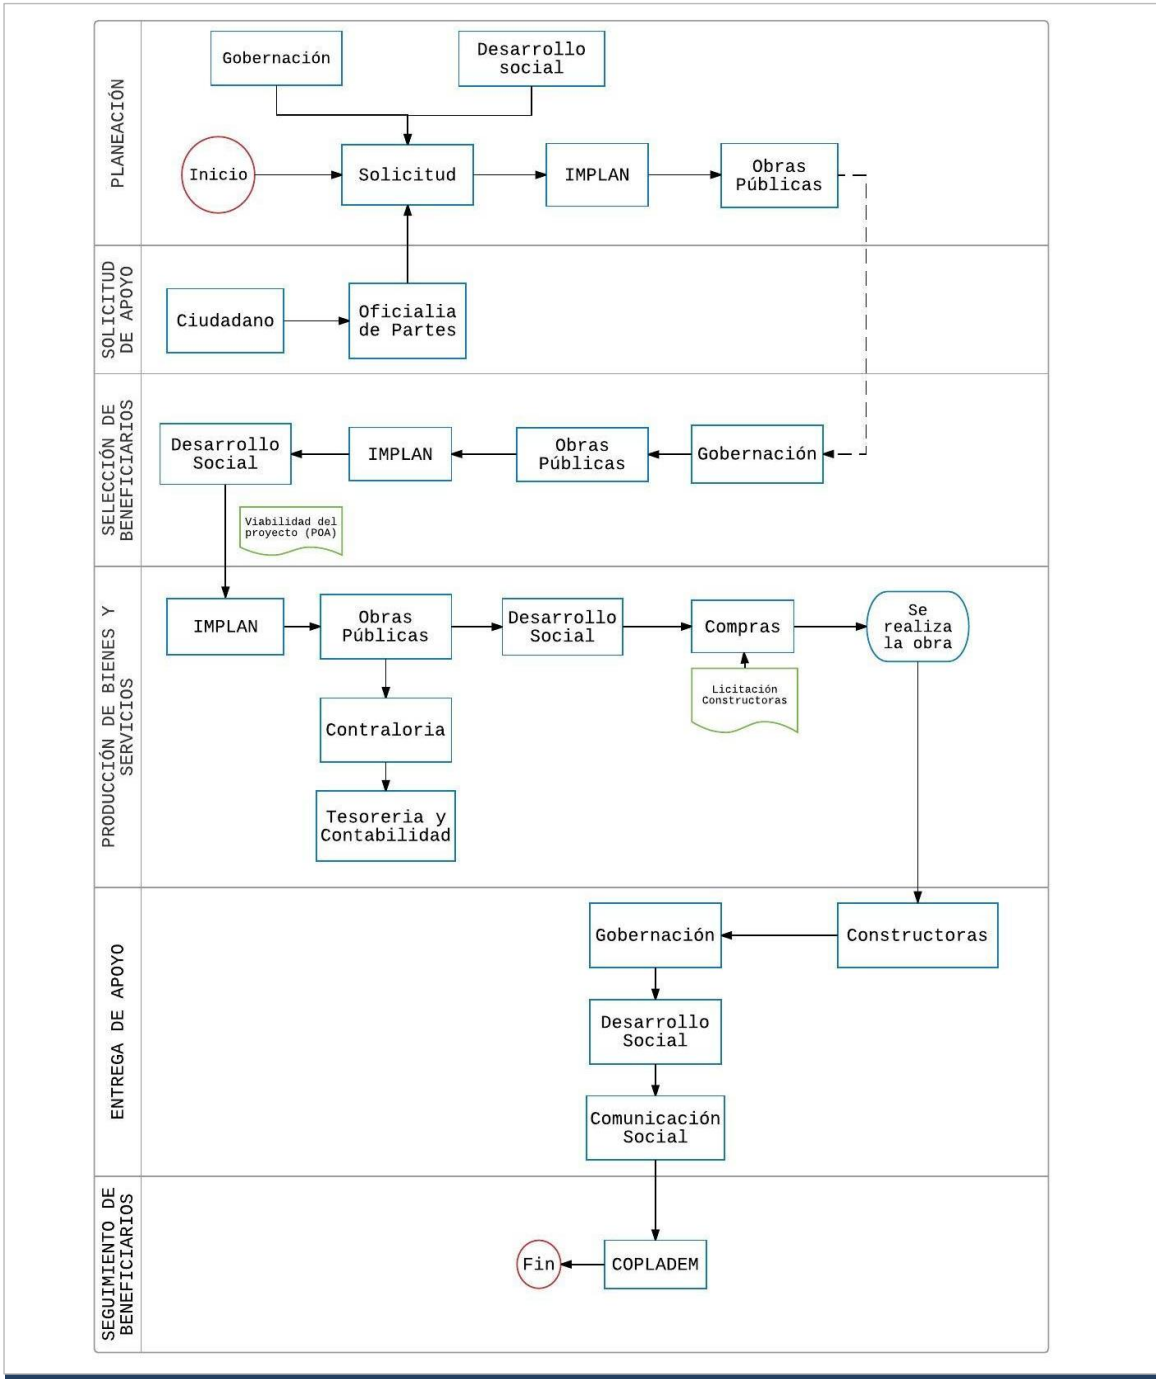 PLANEACIÓN
Gobernación
Desarrollo
social
Inicio
Solicitud
IMPLAN
Obras
Públicas
SOLICITUD
DE APOYO
Ciudadano
Oficialia
de Partes
SELECCIÓN DE
BENEFICIARIOS
Desarrollo
Social
IMPLAN
Obras
Públicas
Gobernación
Viabilidad del
proyecto (POA)
PRODUCCIÓN DE BIENES Y
SERVICIOS
IMPLAN
Obras
Públicas
Desarrollo
Social
Compras
Se
realiza
la obra
Licitación
Constructoras
Contraloria
Tesoreria y
Contabilidad
ENTREGA DE APOYO
Gobernación
Constructoras
Desarrollo
Social
Comunicación
Social
SEGUIMIENTO DE
BENEFICIARIOS
Fin
COPLADEM